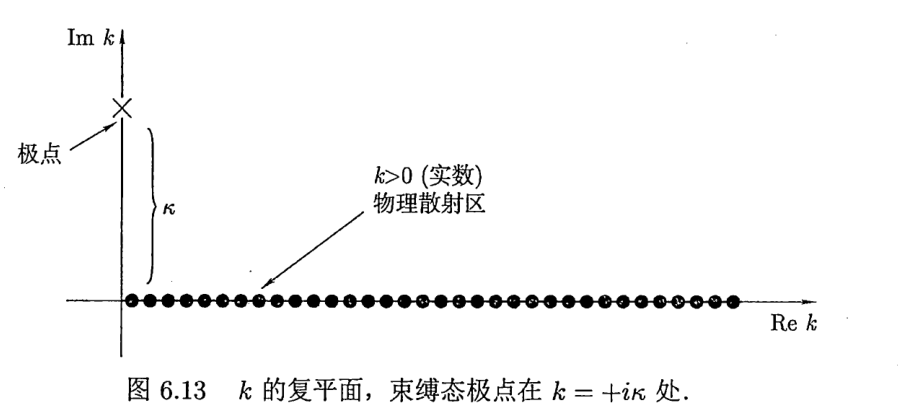 Im k
极点
κ
k>0 (实数)
物理散射区
Re k
图 6.13 k 的复平面，束缚态极点在 k = +iκ 处.